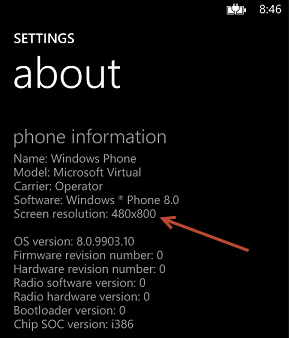 8:46
SETTINGS
about
phone information
Name: Windows Phone
Model: Microsoft Virtual
Carrier: Operator
Software: Windows ® Phone 8.0
Screen resolution: 480x800
OS version: 8.0.9903.10
Firmware revision number: 0
Hardware revision number: 0
Radio software version: 0
Radio hardware version: 0
Bootloader version: 0
Chip SOC version: i386